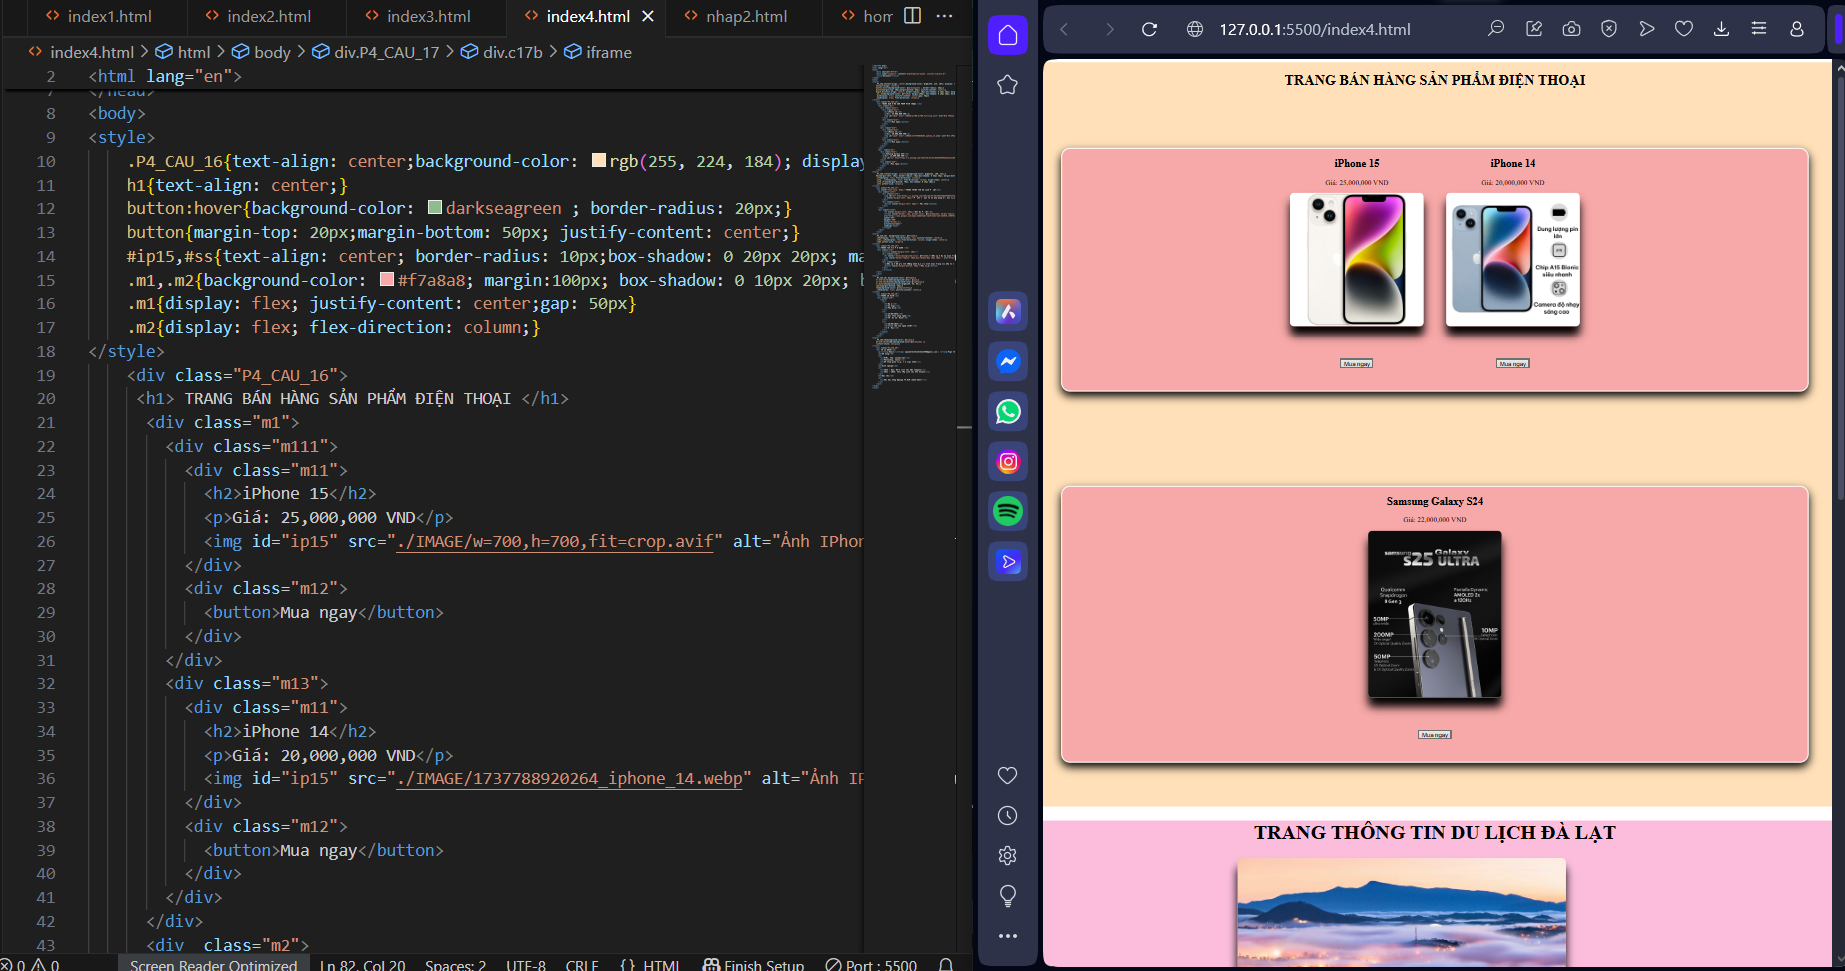 index1.html index2.html index3.html index4.html nhap2.html hom
index4.html html body div.P4_CAU_17 div.c17b iframe
2 <html lang="en">
7 </head>
8 <body>
9 <style>
10 .P4_CAU_16{text-align: center;background-color: rgb(255, 224, 184); display
11 h1{text-align: center;}
12 button:hover{background-color: darkseagreen ; border-radius: 20px;}
13 button{margin-top: 20px;margin-bottom: 50px; justify-content: center;}
14 #ip15,#ss{text-align: center; border-radius: 10px;box-shadow: 0 20px 20px; ma
15 .m1,.m2{background-color: #f7a8a8; margin:100px; box-shadow: 0 10px 20px; b
16 .m1{display: flex; justify-content: center;gap: 50px}
17 .m2{display: flex; flex-direction: column;}
18 </style>
19 <div class="P4_CAU_16">
20 <h1> TRANG BÁN HÀNG SẢN PHẨM ĐIỆN THOẠI </h1>
21 <div class="m1">
22 <div class="m111">
23 <div class="m11">
24 <h2>iPhone 15</h2>
25 <p>Giá: 25,000,000 VND</p>
26 <img id="ip15" src="./IMAGE/w=700,h=700,fit=crop.avif" alt="Ảnh IPhon
27 </div>
28 <div class="m12">
29 <button>Mua ngay</button>
30 </div>
31 </div>
32 <div class="m13">
33 <div class="m11">
34 <h2>iPhone 14</h2>
35 <p>Giá: 20,000,000 VND</p>
36 <img id="ip15" src="./IMAGE/1737788920264_iphone_14.webp" alt="Ảnh IP
37 </div>
38 <div class="m12">
39 <button>Mua ngay</button>
40 </div>
41 </div>
42 </div>
43 <div class="m2">
0 0 Screen Reader Optimized Ln 82, Col 20 Spaces: 2 UTF-8 CRLF {} HTML Finish Setup Port : 5500
127.0.0.1:5500/index4.html
TRANG BÁN HÀNG SẢN PHẨM ĐIỆN THOẠI
iPhone 15 iPhone 14
Giá: 25,000,000 VND Giá: 20,000,000 VND
Dung lượng pin
lớn
Chip A15 Bionic
siêu nhanh
Camera độ nhạy
sáng cao
Mua ngay Mua ngay
Samsung Galaxy S24
Giá: 22,000,000 VND
SAMSUNG S25 Galaxy
ULTRA
Qualcomm
Snapdragon
8 Gen 3
AMOLED 2x
a 120Hz
50MP
200MP
10MP
50MP
Mua ngay
TRANG THÔNG TIN DU LỊCH ĐÀ LẠT